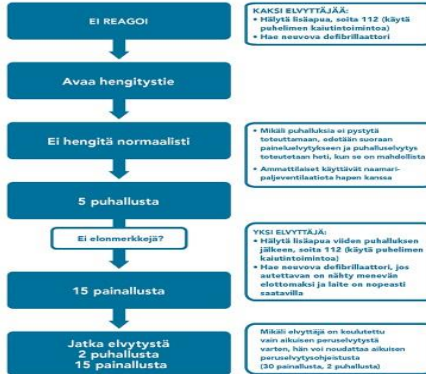 EI REAGOI
KAKSI ELVYTTÄJÄÄ:
• Hälytä lisäapua, soita 112 (käytä
puhelimen kaiutintoimintoa)
• Hae neuvova defibrillaattori
Avaa hengitystie
Ei hengitä normaalisti
• Mikäli puhalluksia ei pystytä
toteuttamaan, edetään suoraan
paineluelvytykseen ja puhalluselvytys
toteutetaan heti, kun se on mahdollista
• Ammattilaiset käyttävät naamari-
paljeventilaatiota hapen kanssa
5 puhallusta
Ei elonmerkkejä?
YKSI ELVYTTÄJÄ:
• Hälytä lisäapua viiden puhalluksen
jälkeen, soita 112 (käytä puhelimen
kaiutintoimintoa)
• Hae neuvova defibrillaattori, jos
autettavan on nähty menevän
elottomaksi ja laite on nopeasti
saatavilla
15 painallusta
Jatka elvytystä
2 puhallusta
15 painallusta
Mikäli elvyttäjä on koulutettu
vain aikuisen peruselvytystä
varten, hän voi noudattaa aikuisen
peruselvytysohjeistusta
(30 painallusta, 2 puhallusta)